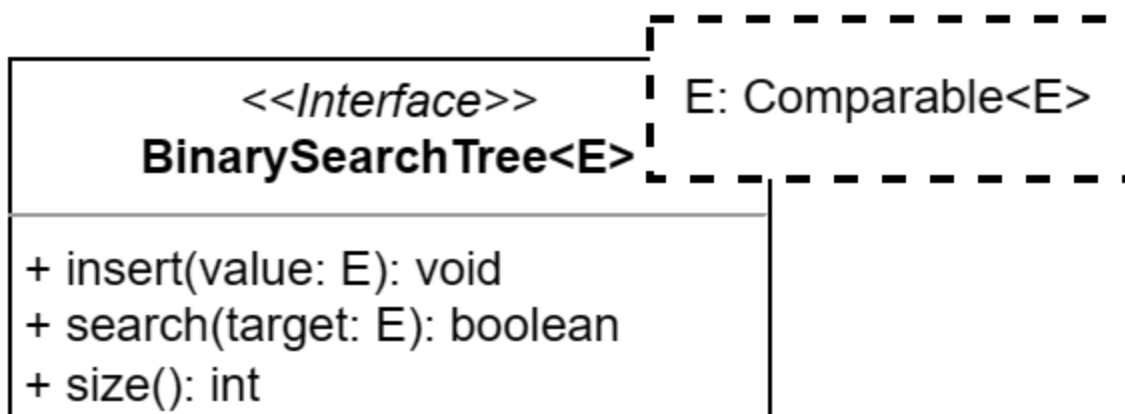 <<Interface>>
BinarySearchTree<E>
E: Comparable<E>
+ insert(value: E): void
+ search(target: E): boolean
+ size(): int